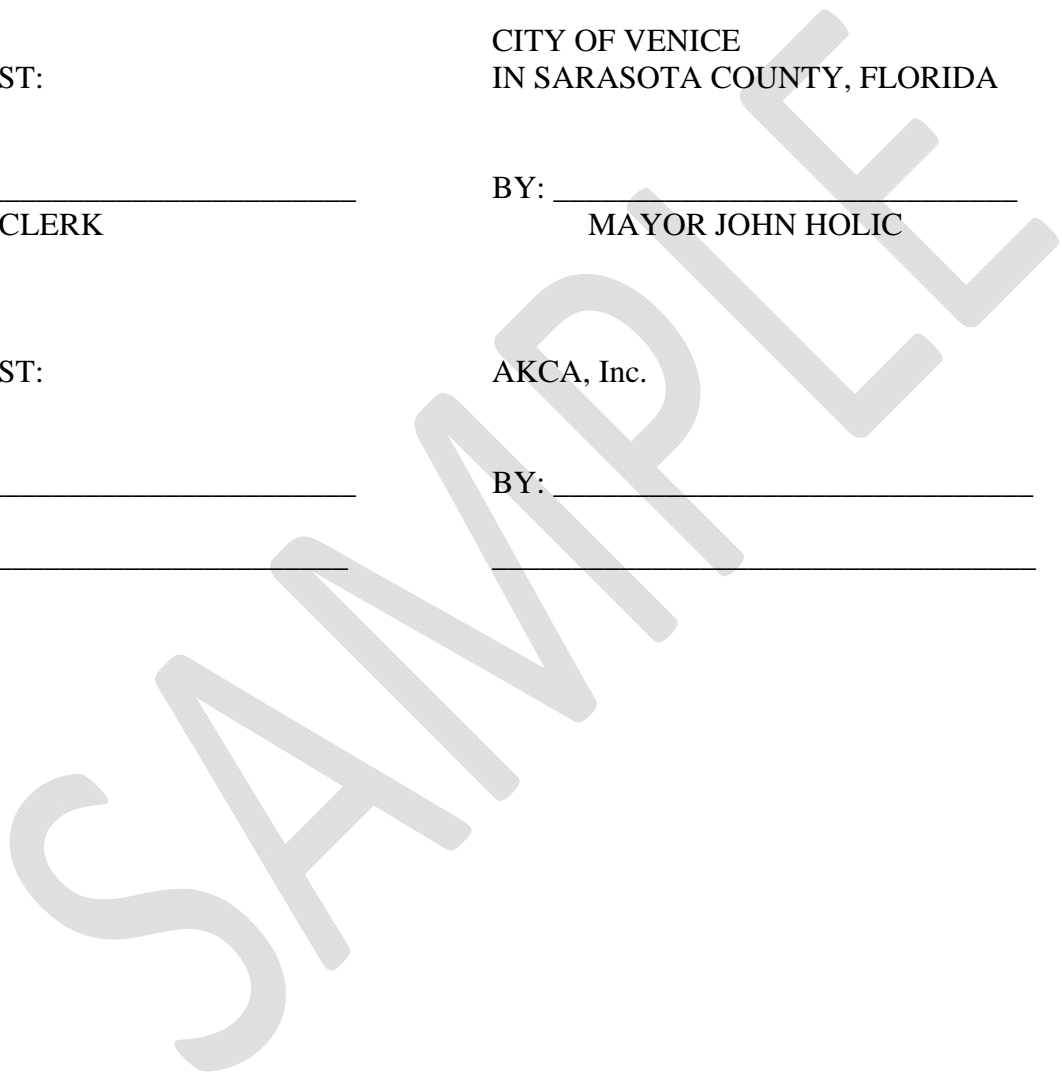 CITY OF VENICE
ST: IN SARASOTA COUNTY, FLORIDA
BY:
CLERK MAYOR JOHN HOLIC
ST: AKCA, Inc.
BY:
SAMPLE